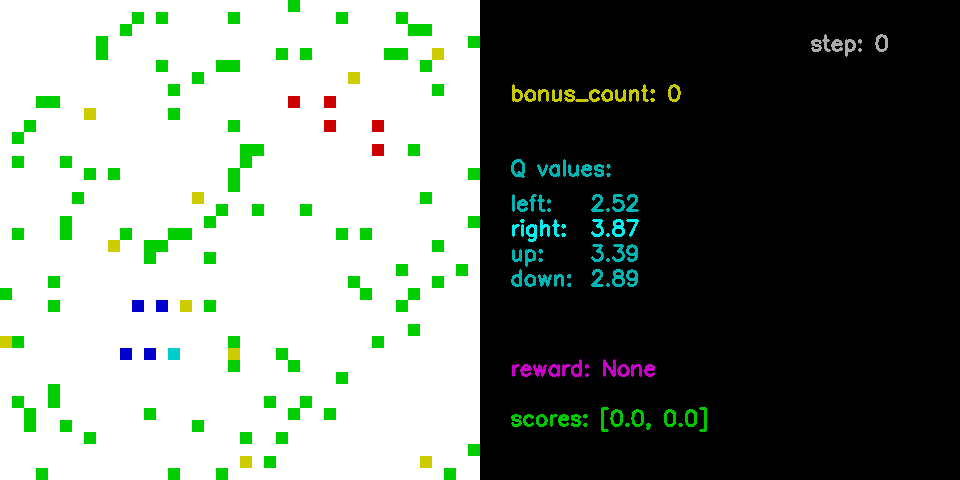 step: 0
bonus_count: 0
Q values:
left: 2.52
right: 3.87
up: 3.39
down: 2.89
reward: None
scores: [0.0, 0.0]